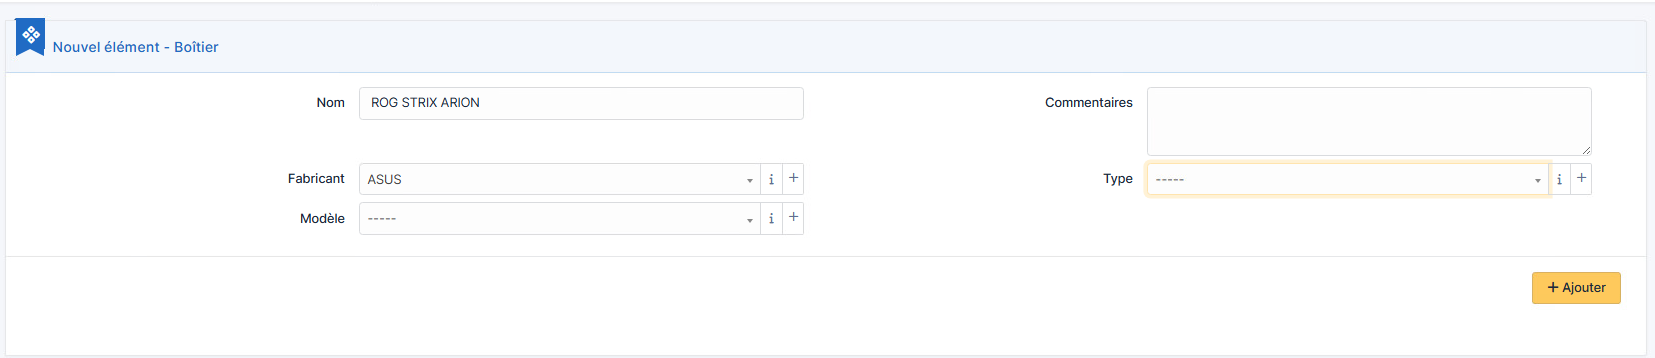 Nouvel élément - Boîtier
Nom ROG STRIX ARION
Commentaires
Fabricant ASUS i +
Type ----- i +
Modèle ----- i +
+ Ajouter